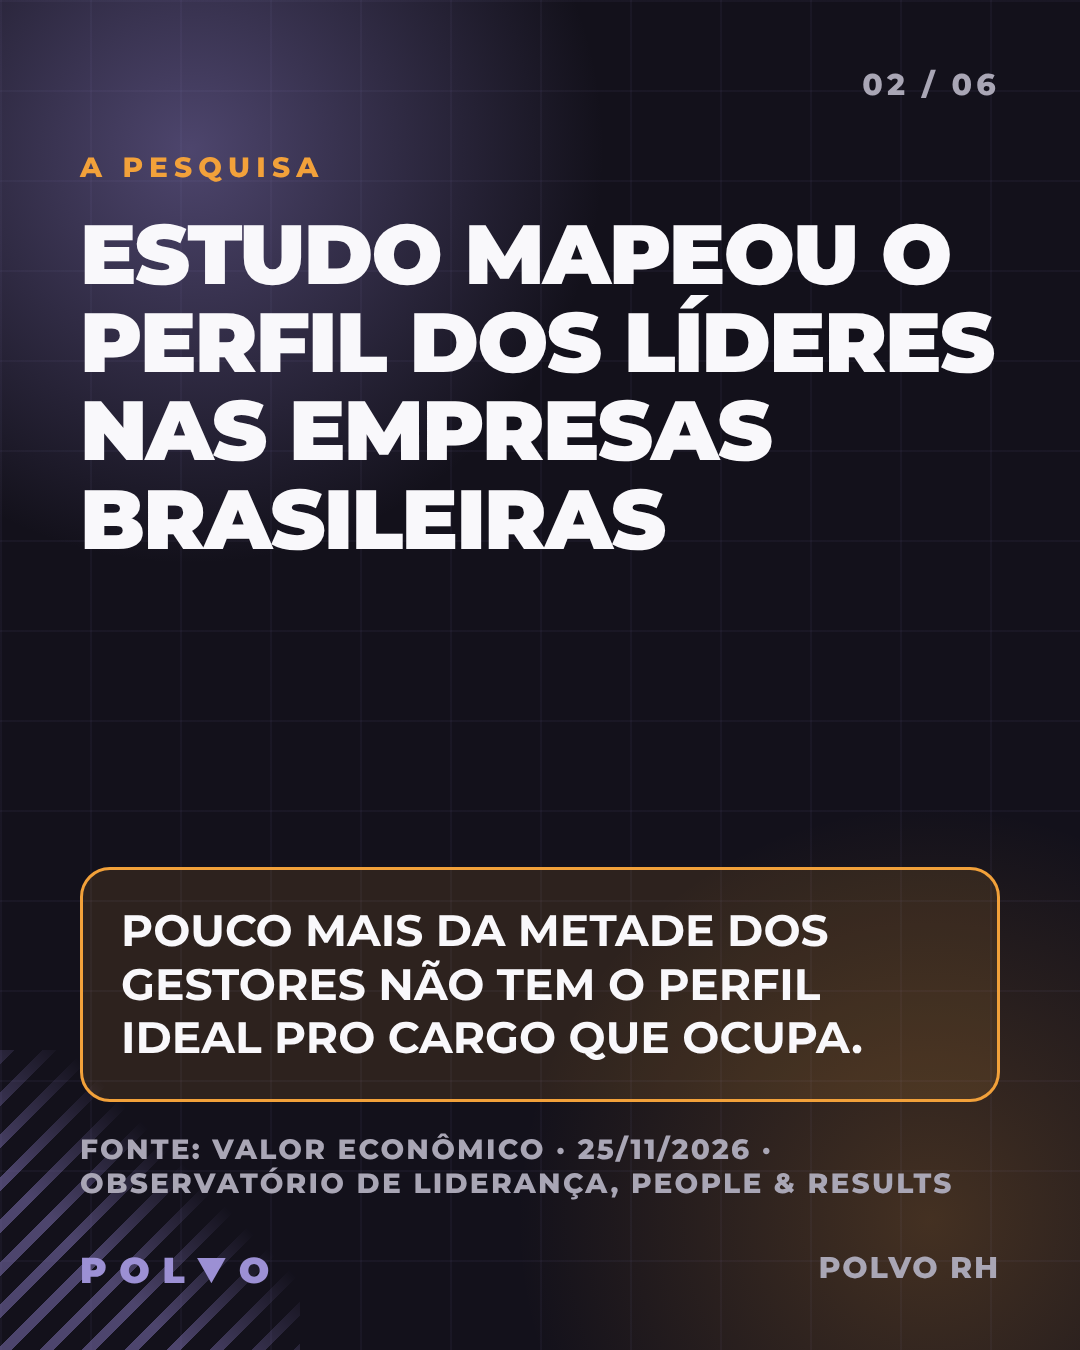 02 / 06
A PESQUISA
ESTUDO MAPEOU O
PERFIL DOS LÍDERES
NAS EMPRESAS
BRASILEIRAS
POUCO MAIS DA METADE DOS
GESTORES NÃO TEM O PERFIL
IDEAL PRO CARGO QUE OCUPA.
FONTE: VALOR ECONÔMICO · 25/11/2026 ·
OBSERVATÓRIO DE LIDERANÇA, PEOPLE & RESULTS
POLVO
POLVO RH